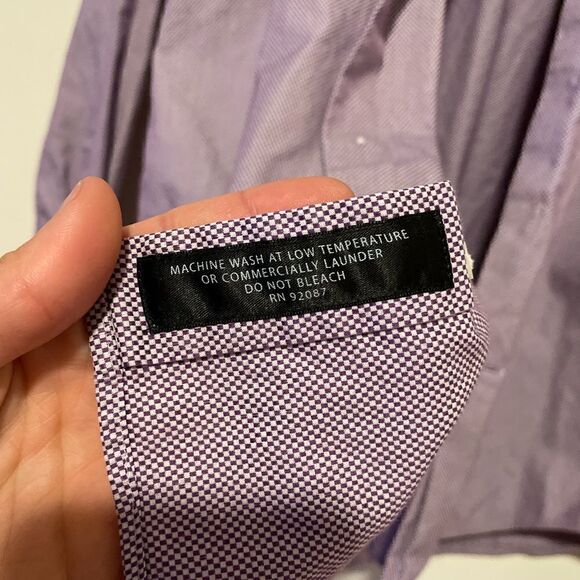 MACHINE WASH AT LOW TEMPERATURE
OR COMMERCIALLY LAUNDER
DO NOT BLEACH
RN 92087